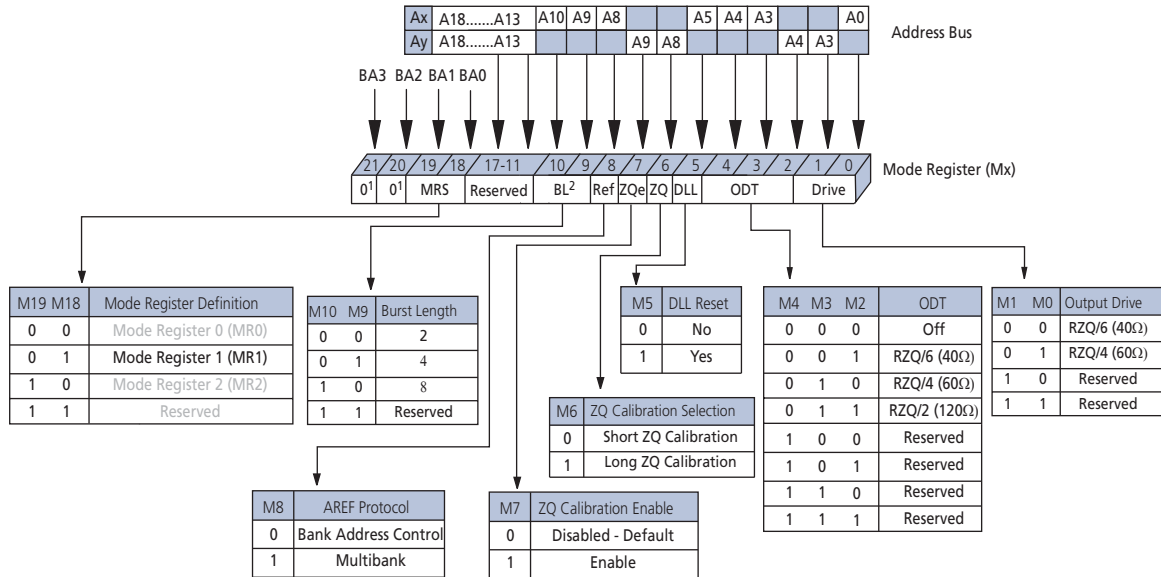 Ax A18.......A13 A10 A9 A8 A5 A4 A3 A0
Ay A18.......A13 A9 A8 A4 A3
Address Bus
BA3 BA2 BA1 BA0
21 20 19 18 17-11 10 9 8 7 6 5 4 3 2 1 0
Mode Register (Mx)
0¹ 0¹ MRS Reserved BL² Ref ZQe ZQ DLL ODT Drive
M19 M18 Mode Register Definition
0 0 Mode Register 0 (MR0)
0 1 Mode Register 1 (MR1)
1 0 Mode Register 2 (MR2)
1 1 Reserved
M10 M9 Burst Length
0 0 2
0 1 4
1 0 8
1 1 Reserved
M5 DLL Reset
0 No
1 Yes
M4 M3 M2 ODT
0 0 0 Off
0 0 1 RZQ/6 (40Ω)
0 1 0 RZQ/4 (60Ω)
0 1 1 RZQ/2 (120Ω)
1 0 0 Reserved
1 0 1 Reserved
1 1 0 Reserved
1 1 1 Reserved
M1 M0 Output Drive
0 0 RZQ/6 (40Ω)
0 1 RZQ/4 (60Ω)
1 0 Reserved
1 1 Reserved
M6 ZQ Calibration Selection
0 Short ZQ Calibration
1 Long ZQ Calibration
M8 AREF Protocol
0 Bank Address Control
1 Multibank
M7 ZQ Calibration Enable
0 Disabled - Default
1 Enable